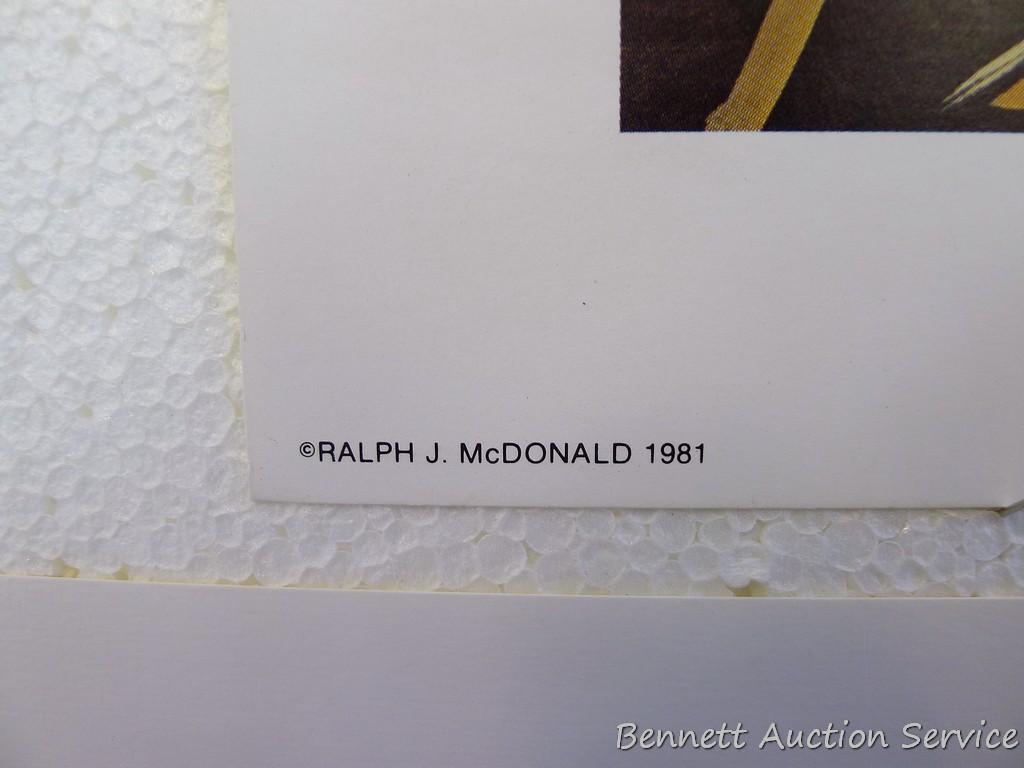 ©RALPH J. McDONALD 1981
Bennett Auction Service